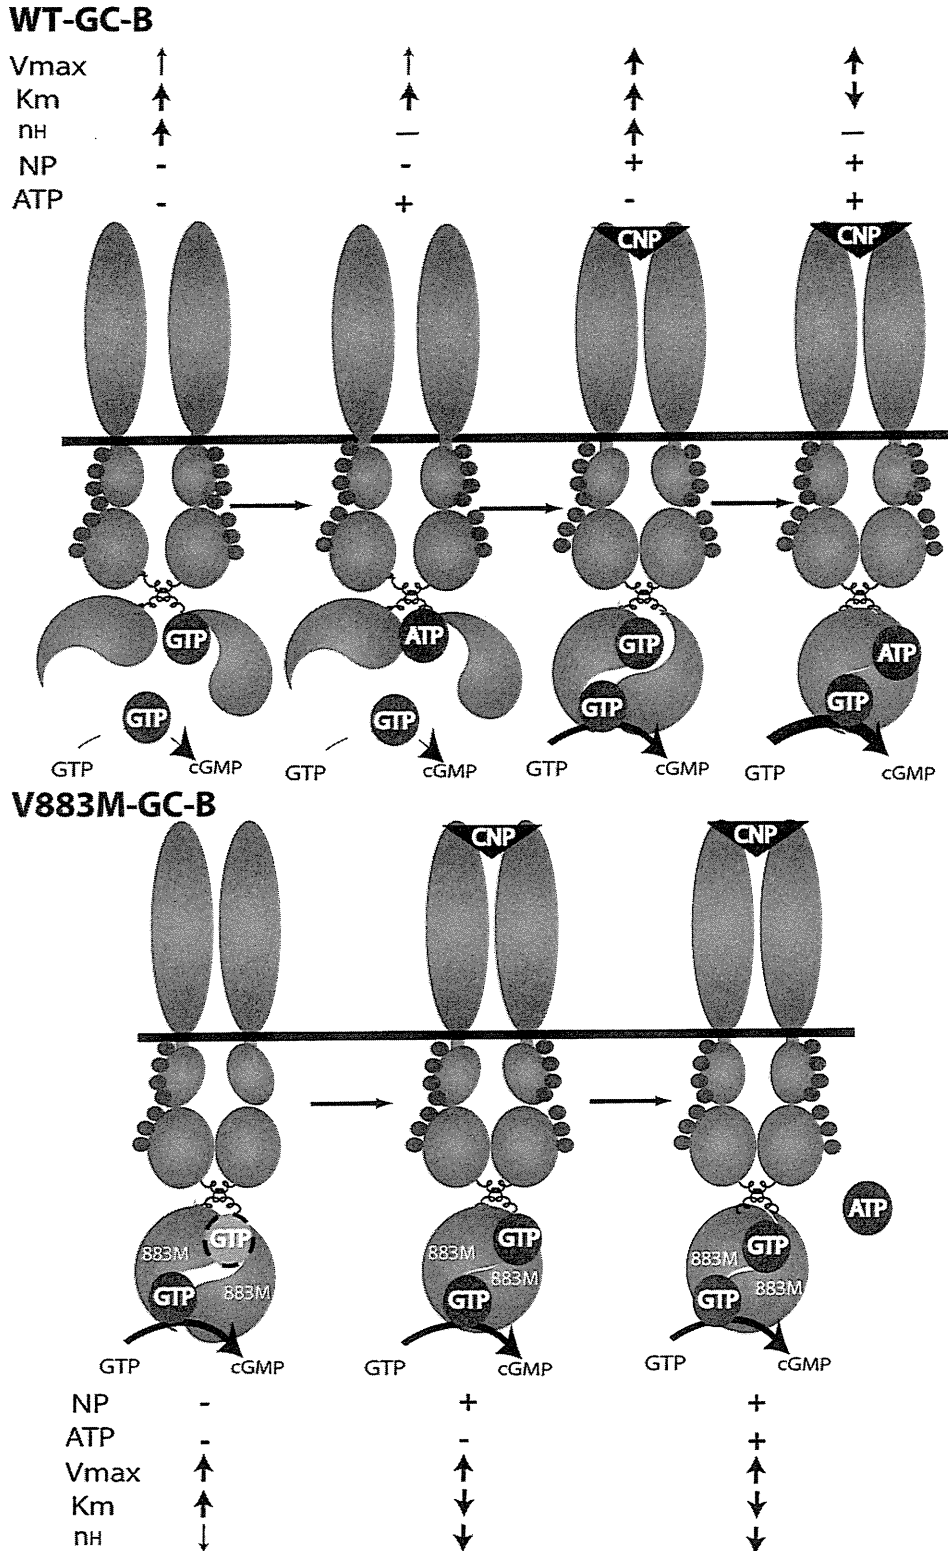 WT-GC-B
Vmax ↑ ↑ ↑ ↑
Km ↑ ↑ ↑ ↓
nH ↑ — ↑ —
NP - - + +
ATP - + - +
CNP CNP
GTP ATP GTP ATP
GTP GTP GTP GTP
GTP cGMP GTP cGMP GTP cGMP GTP cGMP
V883M-GC-B
CNP CNP
ATP
GTP GTP GTP
883M 883M 883M
883M 883M 883M
GTP GTP GTP
GTP cGMP GTP cGMP GTP cGMP
NP - + +
ATP - - +
Vmax ↑ ↑ ↑
Km ↑ ↓ ↓
nH ↓ ↓ ↓